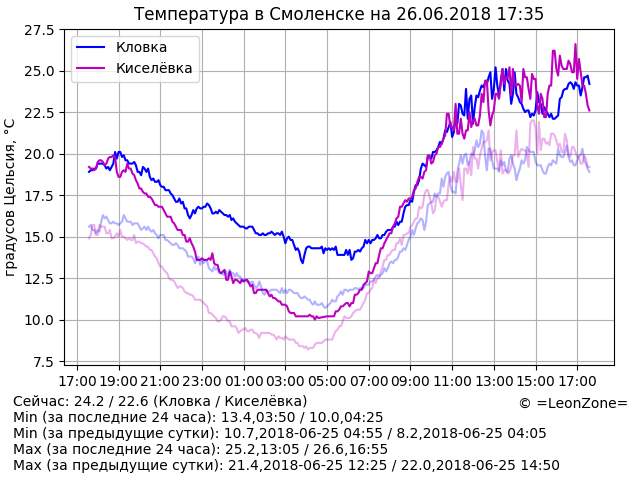 Температура в Смоленске на 26.06.2018 17:35
27.5
25.0
22.5
20.0
17.5
15.0
12.5
10.0
7.5
градусов Цельсия, °C
Кловка
Киселёвка
17:00 19:00 21:00 23:00 01:00 03:00 05:00 07:00 09:00 11:00 13:00 15:00 17:00
Сейчас: 24.2 / 22.6 (Кловка / Киселёвка)
© =LeonZone=
Min (за последние 24 часа): 13.4,03:50 / 10.0,04:25
Min (за предыдущие сутки): 10.7,2018-06-25 04:55 / 8.2,2018-06-25 04:05
Max (за последние 24 часа): 25.2,13:05 / 26.6,16:55
Max (за предыдущие сутки): 21.4,2018-06-25 12:25 / 22.0,2018-06-25 14:50